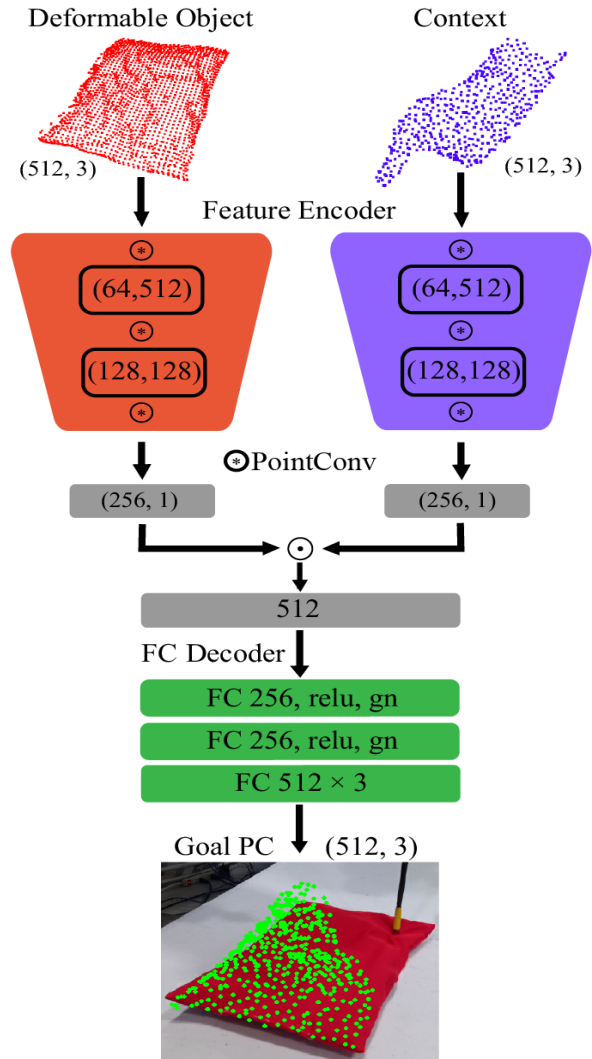 Deformable Object
Context
(512, 3)
(512, 3)
Feature Encoder
(64,512)
(64,512)
(128,128)
(128,128)
PointConv
(256, 1)
(256, 1)
512
FC Decoder
FC 256, relu, gn
FC 256, relu, gn
FC 512 × 3
Goal PC (512, 3)